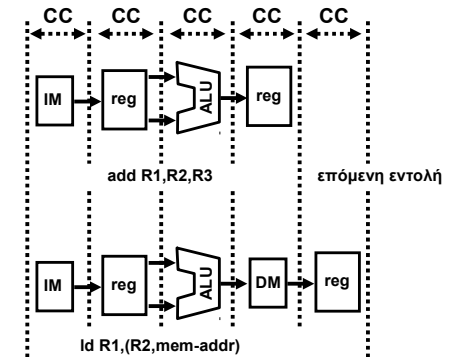 CC CC CC CC CC
IM reg ALU reg
add R1,R2,R3 επόμενη εντολή
IM reg ALU DM reg
ld R1,(R2,mem-addr)